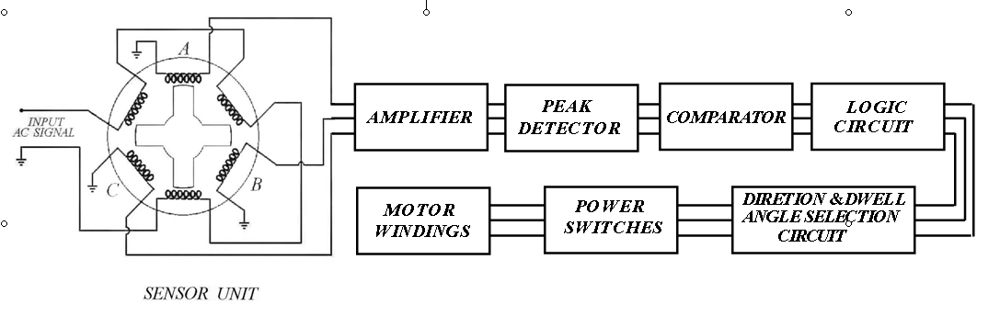 A
INPUT
AC SIGNAL
C
B
SENSOR UNIT
AMPLIFIER
PEAK
DETECTOR
COMPARATOR
LOGIC
CIRCUIT
MOTOR
WINDINGS
POWER
SWITCHES
DIRETION & DWELL
ANGLE SELECTION
CIRCUIT